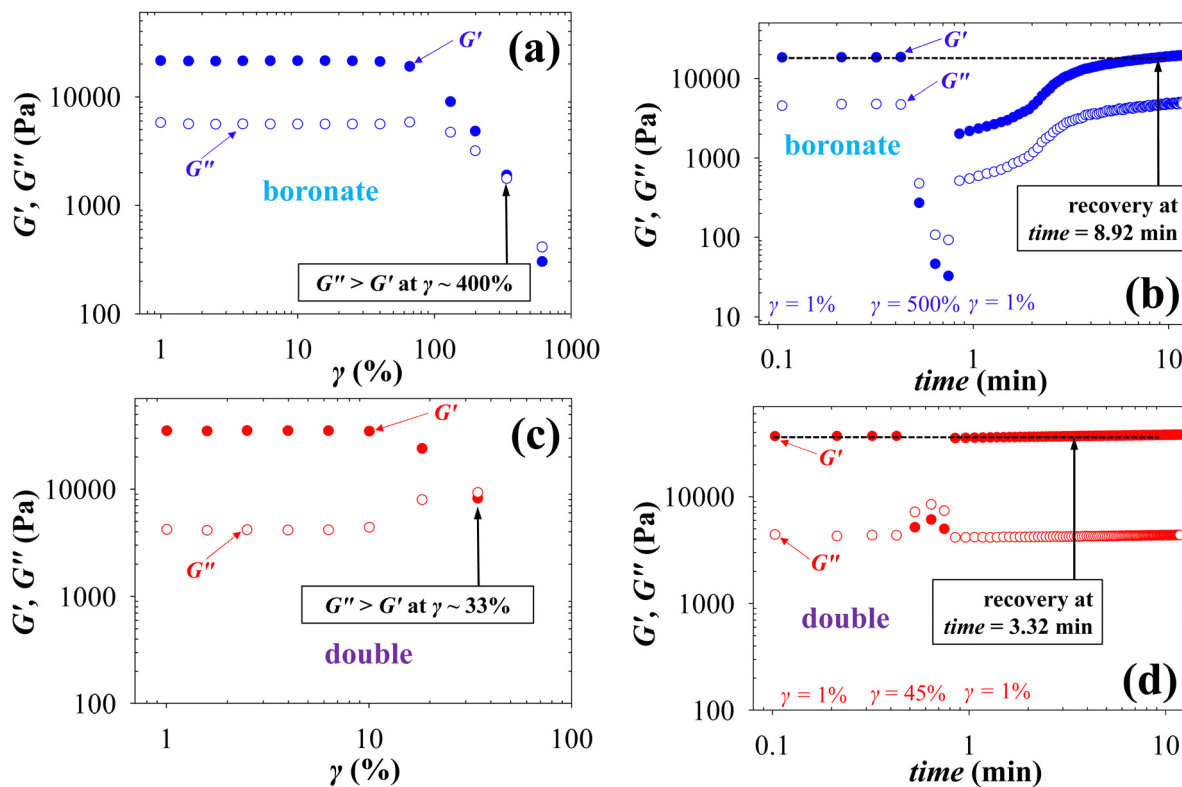 (a)
G', G'' (Pa)
10000
1000
100
G'
G''
boronate
G'' > G' at γ ~ 400%
1
10
100
1000
γ (%)
(b)
G', G'' (Pa)
10000
1000
100
10
G'
G''
boronate
recovery at
time = 8.92 min
γ = 1%
γ = 500%
γ = 1%
0.1
1
10
time (min)
(c)
G', G'' (Pa)
10000
1000
100
G'
G''
G'' > G' at γ ~ 33%
double
1
10
100
γ (%)
(d)
G', G'' (Pa)
10000
1000
100
G'
G''
double
recovery at
time = 3.32 min
γ = 1%
γ = 45%
γ = 1%
0.1
1
10
time (min)